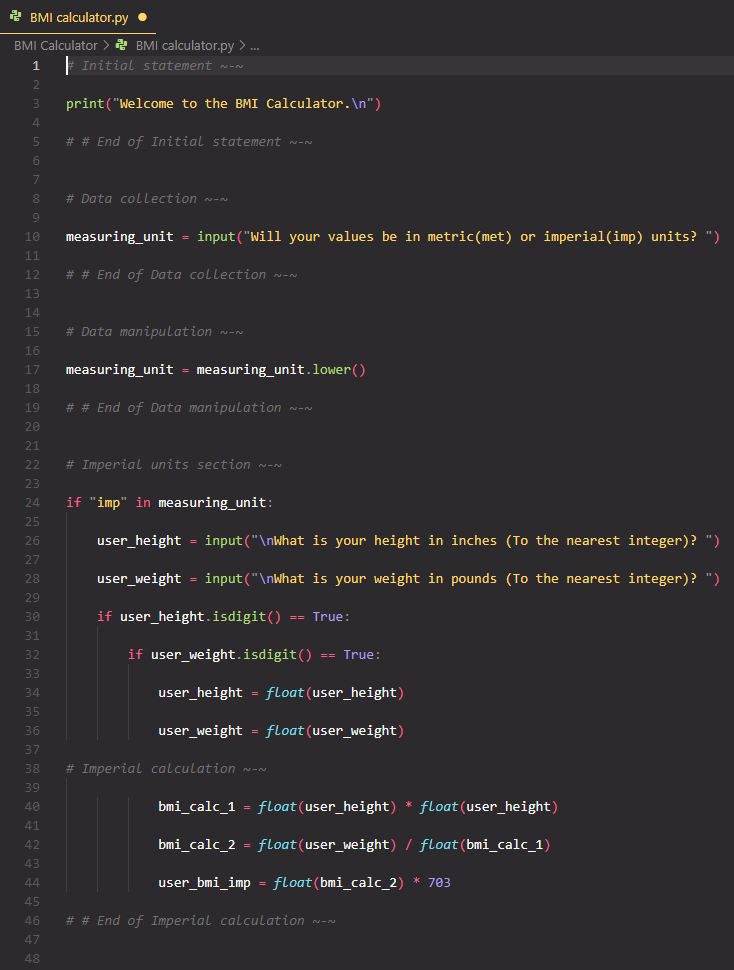 BMI calculator.py
BMI Calculator > BMI calculator.py > ...
1 # Initial statement ~-~
2
3 print("Welcome to the BMI Calculator.\n")
4
5 # # End of Initial statement ~-~
6
7
8 # Data collection ~-~
9
10 measuring_unit = input("Will your values be in metric(met) or imperial(imp) units? ")
11
12 # # End of Data collection ~-~
13
14
15 # Data manipulation ~-~
16
17 measuring_unit = measuring_unit.lower()
18
19 # # End of Data manipulation ~-~
20
21
22 # Imperial units section ~-~
23
24 if "imp" in measuring_unit:
25
26     user_height = input("\nWhat is your height in inches (To the nearest integer)? ")
27
28     user_weight = input("\nWhat is your weight in pounds (To the nearest integer)? ")
29
30     if user_height.isdigit() == True:
31
32         if user_weight.isdigit() == True:
33
34             user_height = float(user_height)
35
36             user_weight = float(user_weight)
37
38 # Imperial calculation ~-~
39
40             bmi_calc_1 = float(user_height) * float(user_height)
41
42             bmi_calc_2 = float(user_weight) / float(bmi_calc_1)
43
44             user_bmi_imp = float(bmi_calc_2) * 703
45
46 # # End of Imperial calculation ~-~
47
48